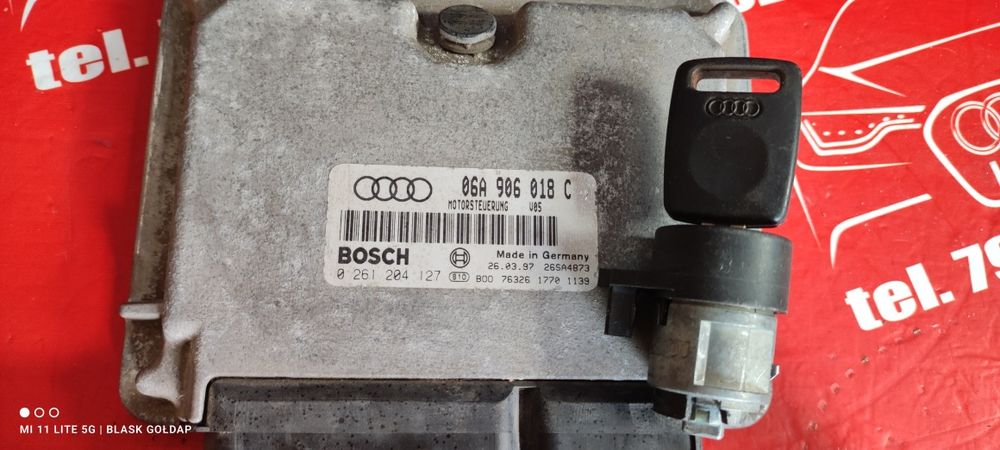 tel.
06A 906 018 C
MOTORSTEUERUNG V05
BOSCH
Made in Germany
26.03.97 26SA4873
0 261 204 127 S10 B00 76326 1770 1139
tel. 79
MI 11 LITE 5G | BLASK GOŁDAP